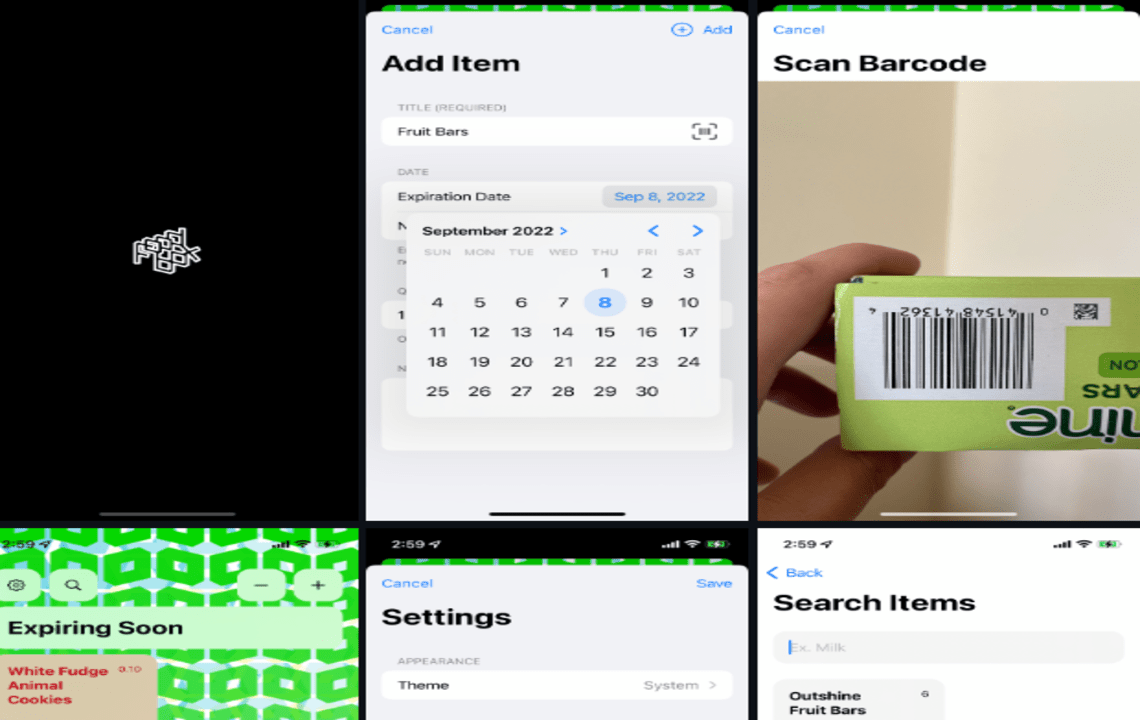 Cancel
Add
Add Item
TITLE (REQUIRED)
Fruit Bars
DATE
Expiration Date
Sep 8, 2022
September 2022 >
SUN MON TUE WED THU FRI SAT
1 2 3
4 5 6 7 8 9 10
11 12 13 14 15 16 17
18 19 20 21 22 23 24
25 26 27 28 29 30
1
Cancel
Scan Barcode
0 41548 41362 4
ON
ARS
2:59
Expiring Soon
White Fudge 0.10
Animal
Cookies
2:59
Cancel
Save
Settings
APPEARANCE
Theme
System >
2:59
Back
Search Items
Ex. Milk
Outshine 6
Fruit Bars